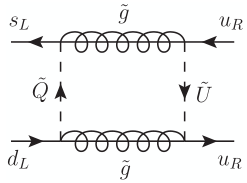 g̃
s_L u_R
Q̃ Ũ
d_L u_R
g̃